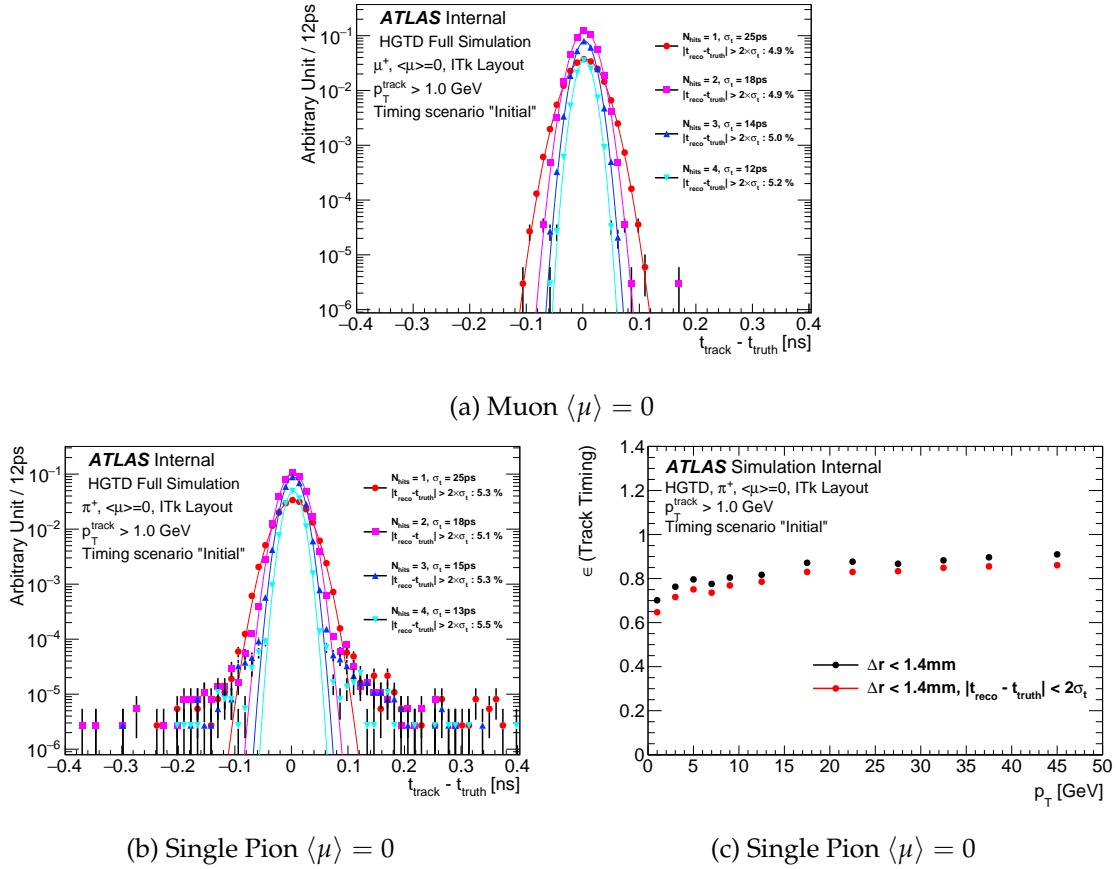 ATLAS Internal
HGTD Full Simulation
μ⁺, <μ>=0, ITk Layout
p_T^track > 1.0 GeV
Timing scenario "Initial"
N_hits = 1, σ_t = 25ps
|t_reco-t_truth| > 2×σ_t : 4.9 %
N_hits = 2, σ_t = 18ps
|t_reco-t_truth| > 2×σ_t : 4.9 %
N_hits = 3, σ_t = 14ps
|t_reco-t_truth| > 2×σ_t : 5.0 %
N_hits = 4, σ_t = 12ps
|t_reco-t_truth| > 2×σ_t : 5.2 %
Arbitrary Unit / 12ps
10⁻¹
10⁻²
10⁻³
10⁻⁴
10⁻⁵
10⁻⁶
−0.4 −0.3 −0.2 −0.1 0 0.1 0.2 0.3 0.4
t_track - t_truth [ns]
(a) Muon ⟨μ⟩ = 0
ATLAS Internal
HGTD Full Simulation
π⁺, <μ>=0, ITk Layout
p_T^track > 1.0 GeV
Timing scenario "Initial"
N_hits = 1, σ_t = 25ps
|t_reco-t_truth| > 2×σ_t : 5.3 %
N_hits = 2, σ_t = 18ps
|t_reco-t_truth| > 2×σ_t : 5.1 %
N_hits = 3, σ_t = 15ps
|t_reco-t_truth| > 2×σ_t : 5.3 %
N_hits = 4, σ_t = 13ps
|t_reco-t_truth| > 2×σ_t : 5.5 %
Arbitrary Unit / 12ps
10⁻¹
10⁻²
10⁻³
10⁻⁴
10⁻⁵
10⁻⁶
−0.4 −0.3 −0.2 −0.1 0 0.1 0.2 0.3 0.4
t_track - t_truth [ns]
(b) Single Pion ⟨μ⟩ = 0
ATLAS Simulation Internal
HGTD, π⁺, <μ>=0, ITk Layout
p_T^track > 1.0 GeV
Timing scenario "Initial"
Δr < 1.4mm
Δr < 1.4mm, |t_reco - t_truth| < 2σ_t
∈ (Track Timing)
1.4
1.2
1
0.8
0.6
0.4
0.2
0
0 5 10 15 20 25 30 35 40 45 50
p_T [GeV]
(c) Single Pion ⟨μ⟩ = 0